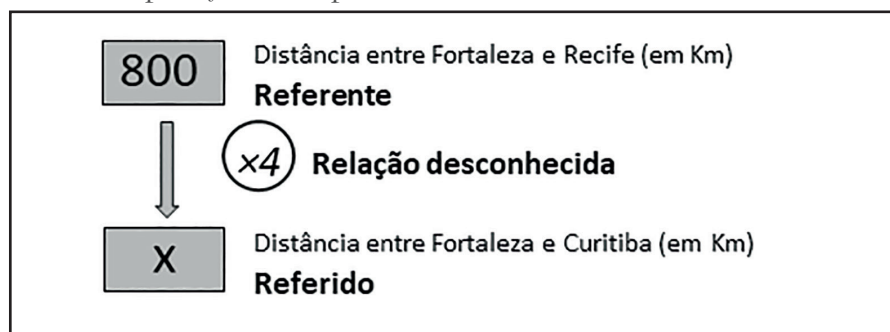 800
Distância entre Fortaleza e Recife (em Km)
Referente
×4
Relação desconhecida
X
Distância entre Fortaleza e Curitiba (em Km)
Referido